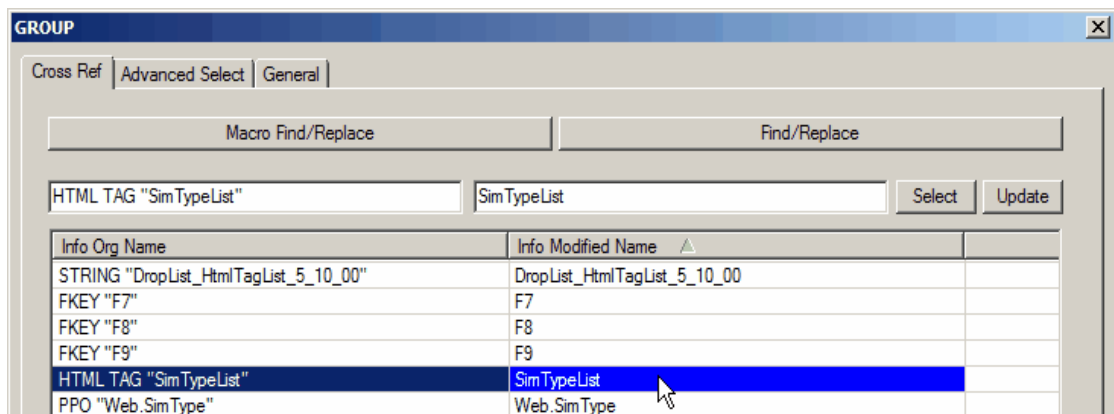 GROUP
Cross Ref Advanced Select General
Macro Find/Replace Find/Replace
HTML TAG "SimTypeList" SimTypeList Select Update
Info Org Name Info Modified Name
STRING "DropList_HtmlTagList_5_10_00" DropList_HtmlTagList_5_10_00
FKEY "F7" F7
FKEY "F8" F8
FKEY "F9" F9
HTML TAG "SimTypeList" SimTypeList
PPO "Web.SimType" Web.SimType